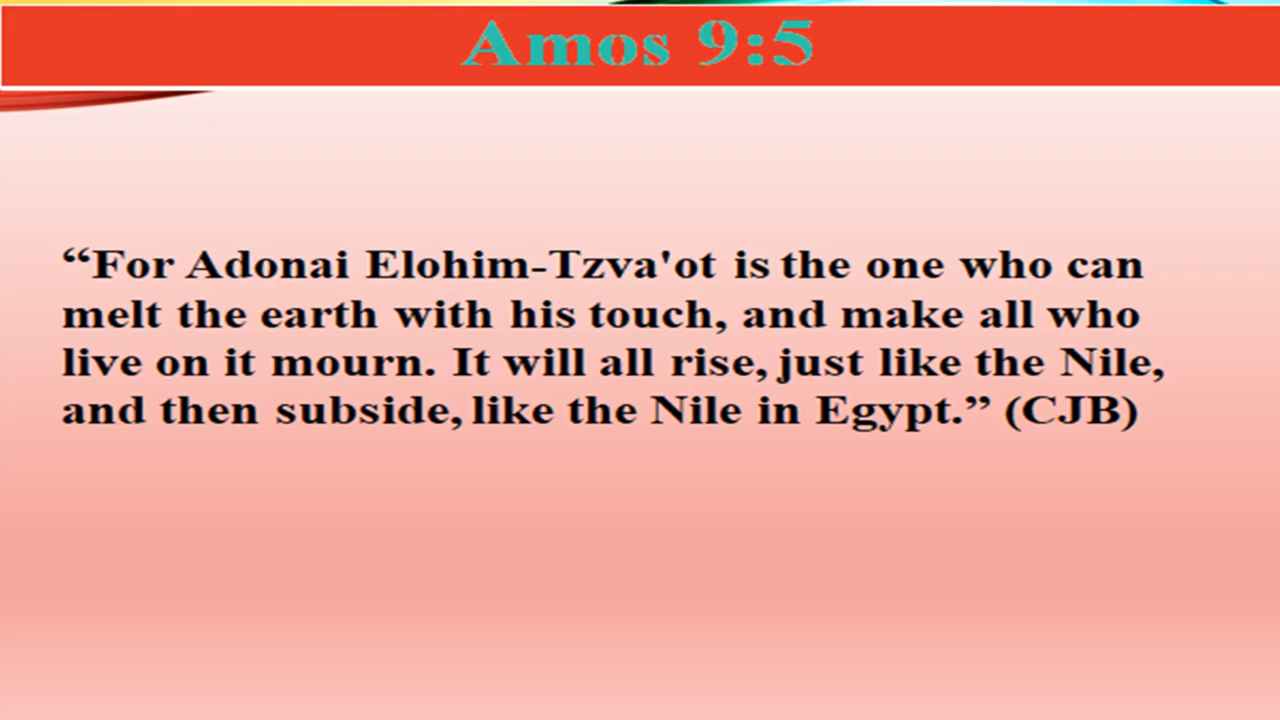 Amos 9:5
“For Adonai Elohim-Tzva'ot is the one who can
melt the earth with his touch, and make all who
live on it mourn. It will all rise, just like the Nile,
and then subside, like the Nile in Egypt.” (CJB)